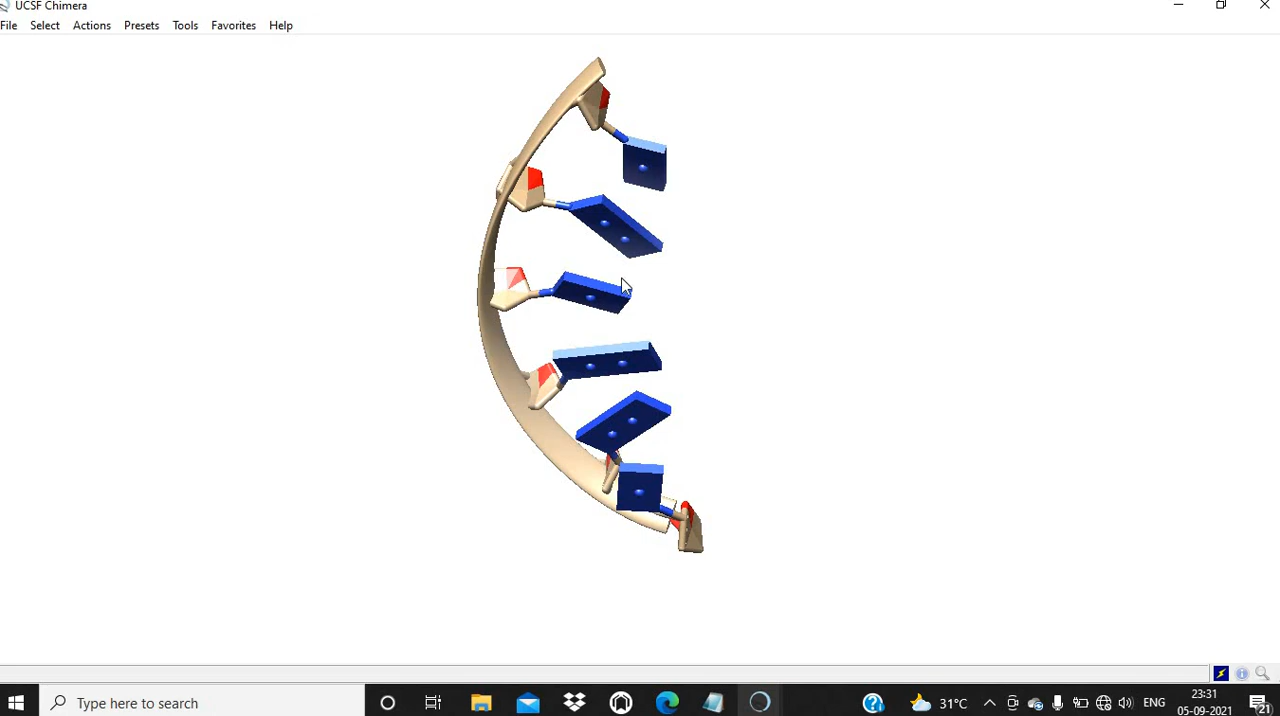 UCSF Chimera
File Select Actions Presets Tools Favorites Help
Type here to search
31°C
ENG
23:31
05-09-2021
21